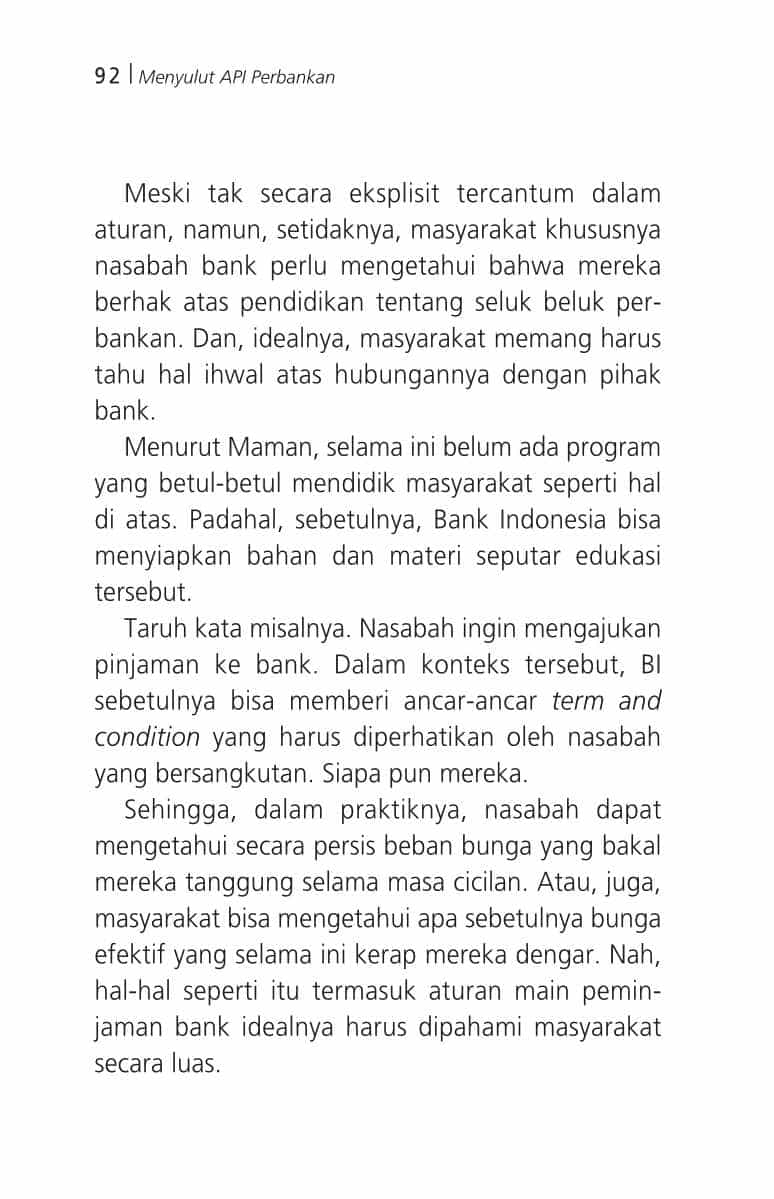 92 | Menyulut API Perbankan
Meski tak secara eksplisit tercantum dalam
aturan, namun, setidaknya, masyarakat khususnya
nasabah bank perlu mengetahui bahwa mereka
berhak atas pendidikan tentang seluk beluk per-
bankan. Dan, idealnya, masyarakat memang harus
tahu hal ihwal atas hubungannya dengan pihak
bank.
Menurut Maman, selama ini belum ada program
yang betul-betul mendidik masyarakat seperti hal
di atas. Padahal, sebetulnya, Bank Indonesia bisa
menyiapkan bahan dan materi seputar edukasi
tersebut.
Taruh kata misalnya. Nasabah ingin mengajukan
pinjaman ke bank. Dalam konteks tersebut, BI
sebetulnya bisa memberi ancar-ancar term and
condition yang harus diperhatikan oleh nasabah
yang bersangkutan. Siapa pun mereka.
Sehingga, dalam praktiknya, nasabah dapat
mengetahui secara persis beban bunga yang bakal
mereka tanggung selama masa cicilan. Atau, juga,
masyarakat bisa mengetahui apa sebetulnya bunga
efektif yang selama ini kerap mereka dengar. Nah,
hal-hal seperti itu termasuk aturan main pemin-
jaman bank idealnya harus dipahami masyarakat
secara luas.